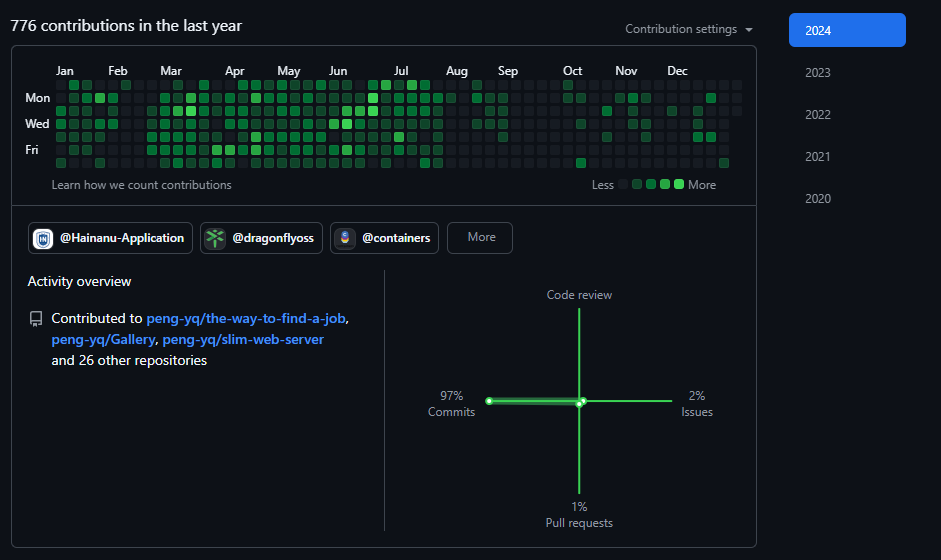 776 contributions in the last year
Contribution settings
2024
2023
2022
2021
2020
Jan Feb Mar Apr May Jun Jul Aug Sep Oct Nov Dec
Mon
Wed
Fri
Learn how we count contributions
Less More
@Hainanu-Application @dragonflyoss @containers More
Activity overview
Contributed to peng-yq/the-way-to-find-a-job,
peng-yq/Gallery, peng-yq/slim-web-server
and 26 other repositories
Code review
97%
Commits
2%
Issues
1%
Pull requests